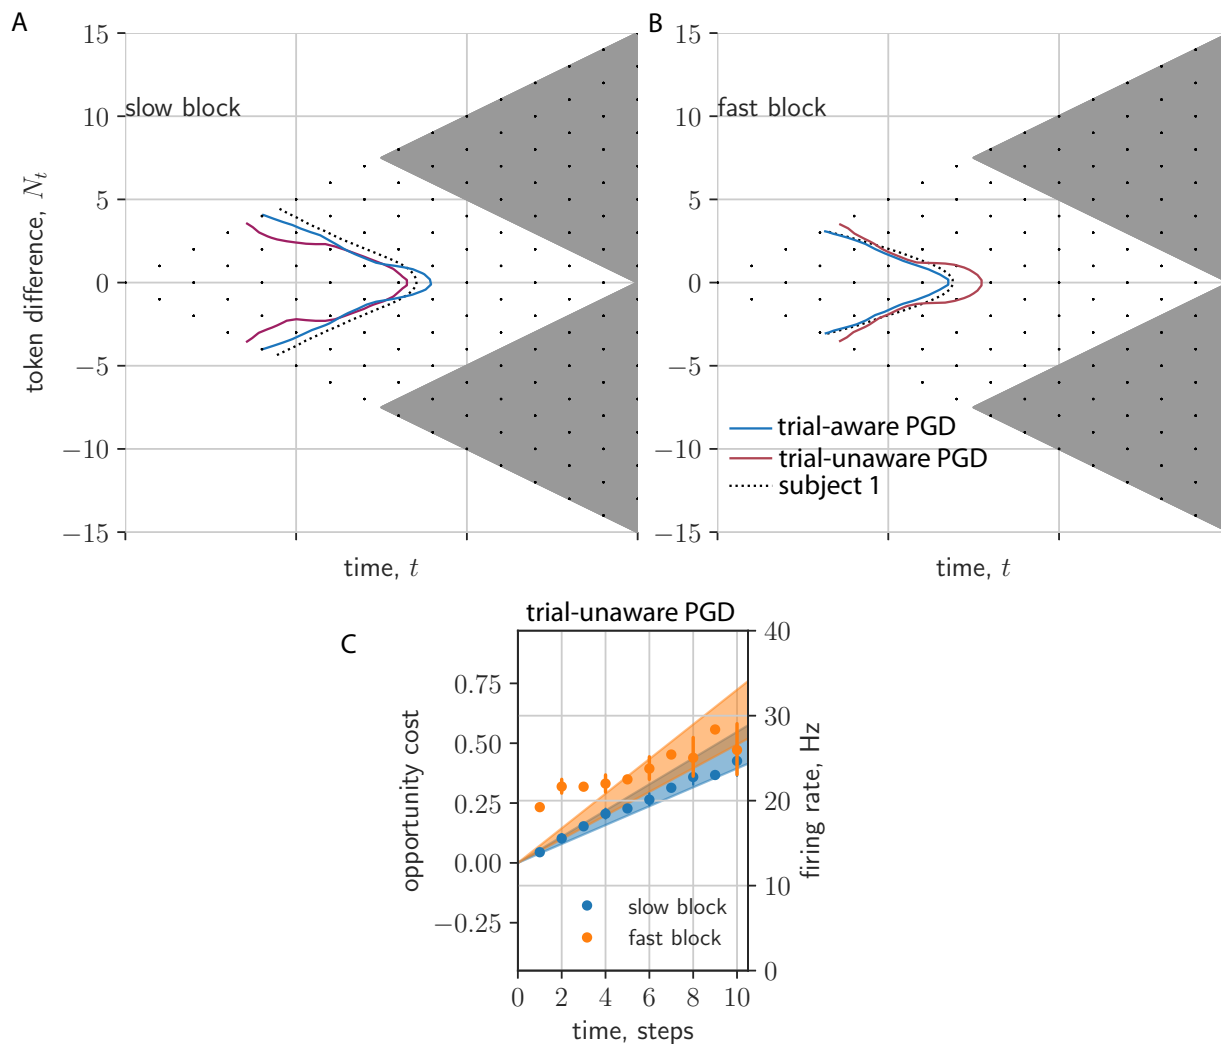 A
B
15
10
5
0
−5
−10
−15
slow block
token difference, N_t
time, t
15
10
5
0
−5
−10
−15
fast block
trial-aware PGD
trial-unaware PGD
subject 1
time, t
C
trial-unaware PGD
0.75
0.50
0.25
0.00
−0.25
opportunity cost
40
30
20
10
0
firing rate, Hz
slow block
fast block
0 2 4 6 8 10
time, steps